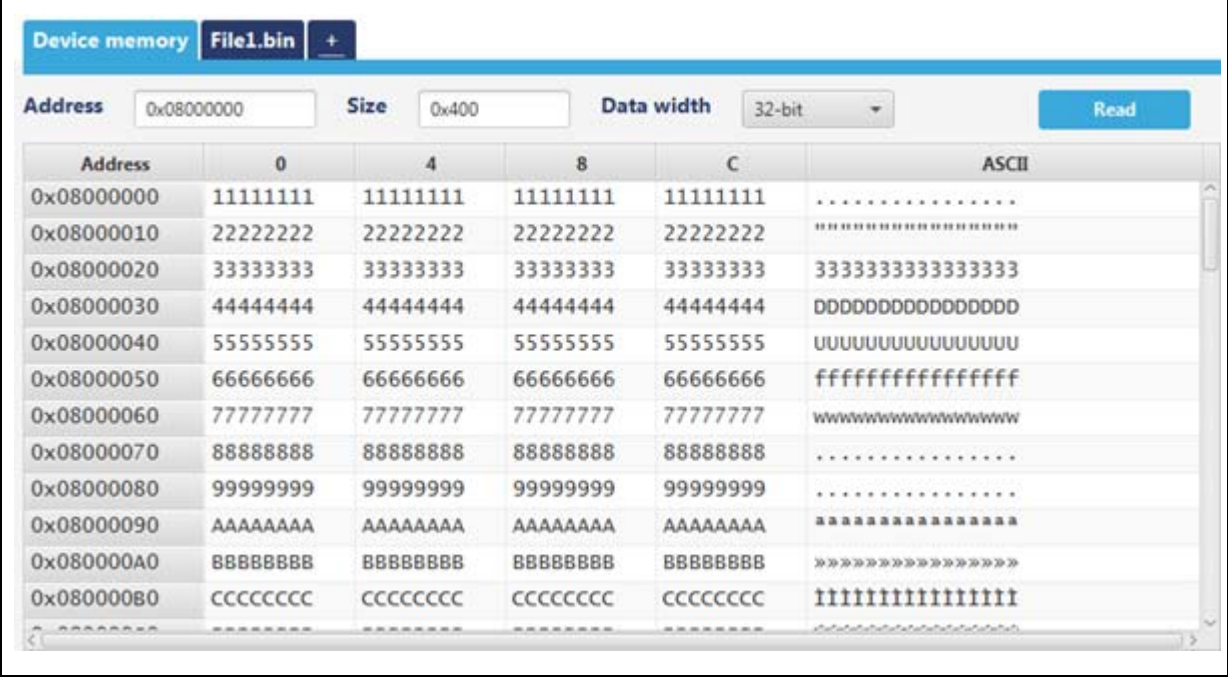 Device memory File1.bin +
Address 0x08000000 Size 0x400 Data width 32-bit Read
Address 0 4 8 C ASCII
0x08000000 11111111 11111111 11111111 11111111 ................
0x08000010 22222222 22222222 22222222 22222222 """"""""""""""""
0x08000020 33333333 33333333 33333333 33333333 3333333333333333
0x08000030 44444444 44444444 44444444 44444444 DDDDDDDDDDDDDDDD
0x08000040 55555555 55555555 55555555 55555555 UUUUUUUUUUUUUUUU
0x08000050 66666666 66666666 66666666 66666666 ffffffffffffffff
0x08000060 77777777 77777777 77777777 77777777 wwwwwwwwwwwwwwww
0x08000070 88888888 88888888 88888888 88888888 ................
0x08000080 99999999 99999999 99999999 99999999 ................
0x08000090 AAAAAAAA AAAAAAAA AAAAAAAA AAAAAAAA ªªªªªªªªªªªªªªªª
0x080000A0 BBBBBBBB BBBBBBBB BBBBBBBB BBBBBBBB »»»»»»»»»»»»»»»»
0x080000B0 CCCCCCCC CCCCCCCC CCCCCCCC CCCCCCCC ÌÌÌÌÌÌÌÌÌÌÌÌÌÌÌÌ